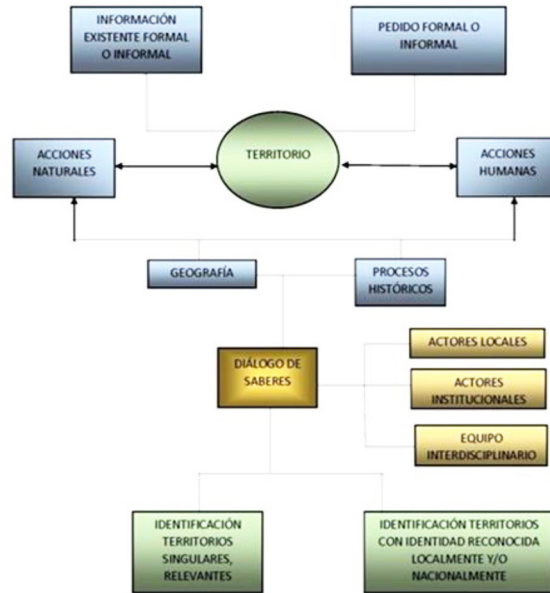 INFORMACIÓN
EXISTENTE FORMAL
O INFORMAL
PEDIDO FORMAL O
INFORMAL
ACCIONES
NATURALES
TERRITORIO
ACCIONES
HUMANAS
GEOGRAFÍA
PROCESOS
HISTÓRICOS
DIÁLOGO DE
SABERES
ACTORES LOCALES
ACTORES
INSTITUCIONALES
EQUIPO
INTERDISCIPLINARIO
IDENTIFICACIÓN
TERRITORIOS
SINGULARES,
RELEVANTES
IDENTIFICACIÓN TERRITORIOS
CON IDENTIDAD RECONOCIDA
LOCALMENTE Y/O
NACIONALMENTE